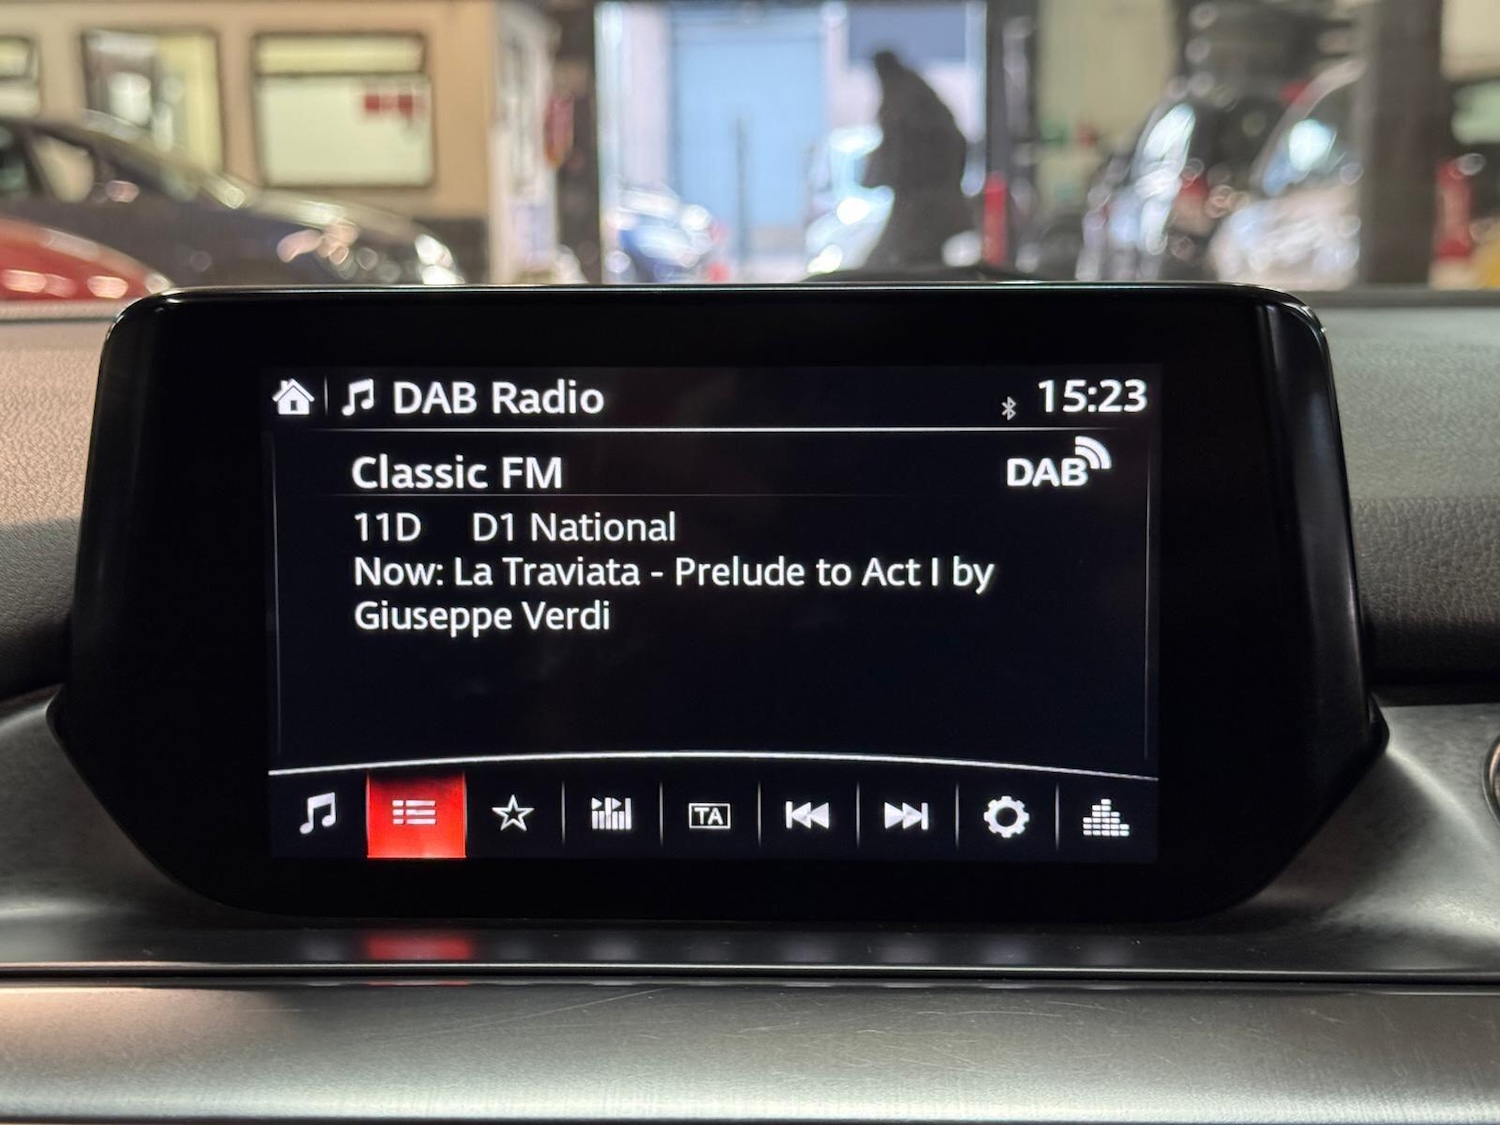 DAB Radio 15:23
Classic FM DAB
11D D1 National
Now: La Traviata - Prelude to Act I by
Giuseppe Verdi
TA